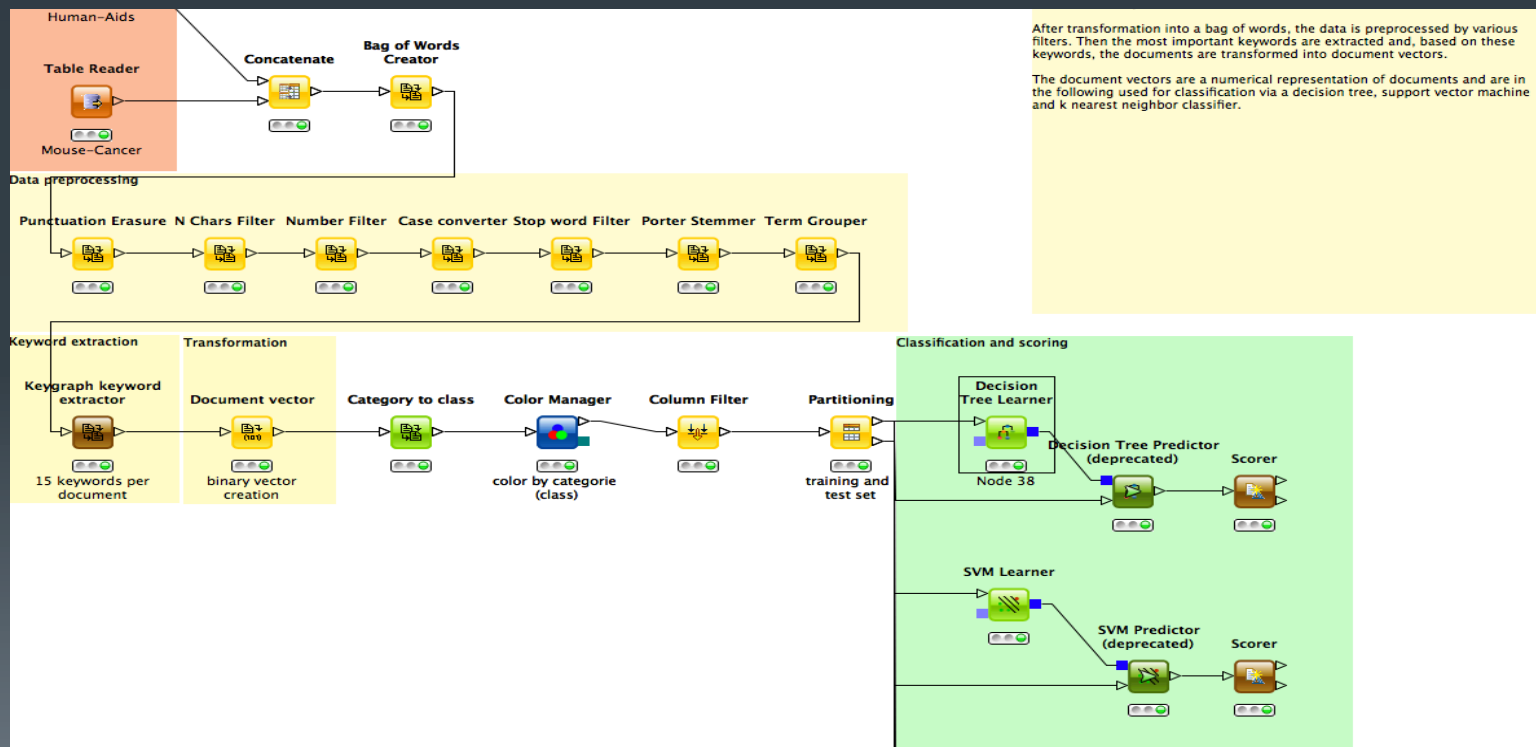 Human-Aids
Table Reader
Mouse-Cancer
Concatenate
Bag of Words
Creator
After transformation into a bag of words, the data is preprocessed by various
filters. Then the most important keywords are extracted and, based on these
keywords, the documents are transformed into document vectors.
The document vectors are a numerical representation of documents and are in
the following used for classification via a decision tree, support vector machine
and k nearest neighbor classifier.
Data preprocessing
Punctuation Erasure
N Chars Filter
Number Filter
Case converter
Stop word Filter
Porter Stemmer
Term Grouper
Keyword extraction
Keygraph keyword
extractor
15 keywords per
document
Transformation
Document vector
binary vector
creation
Category to class
Color Manager
color by categorie
(class)
Column Filter
Partitioning
training and
test set
Classification and scoring
Decision
Tree Learner
Node 38
Decision Tree Predictor
(deprecated)
Scorer
SVM Learner
SVM Predictor
(deprecated)
Scorer